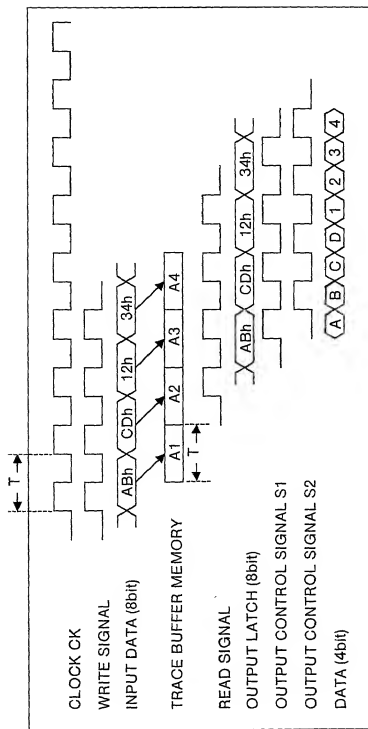 T
CLOCK CK
WRITE SIGNAL
INPUT DATA (8bit) ABh CDh 12h 34h
TRACE BUFFER MEMORY A1 A2 A3 A4
T
READ SIGNAL
OUTPUT LATCH (8bit) ABh CDh 12h 34h
OUTPUT CONTROL SIGNAL S1
OUTPUT CONTROL SIGNAL S2
DATA (4bit) A B C D 1 2 3 4